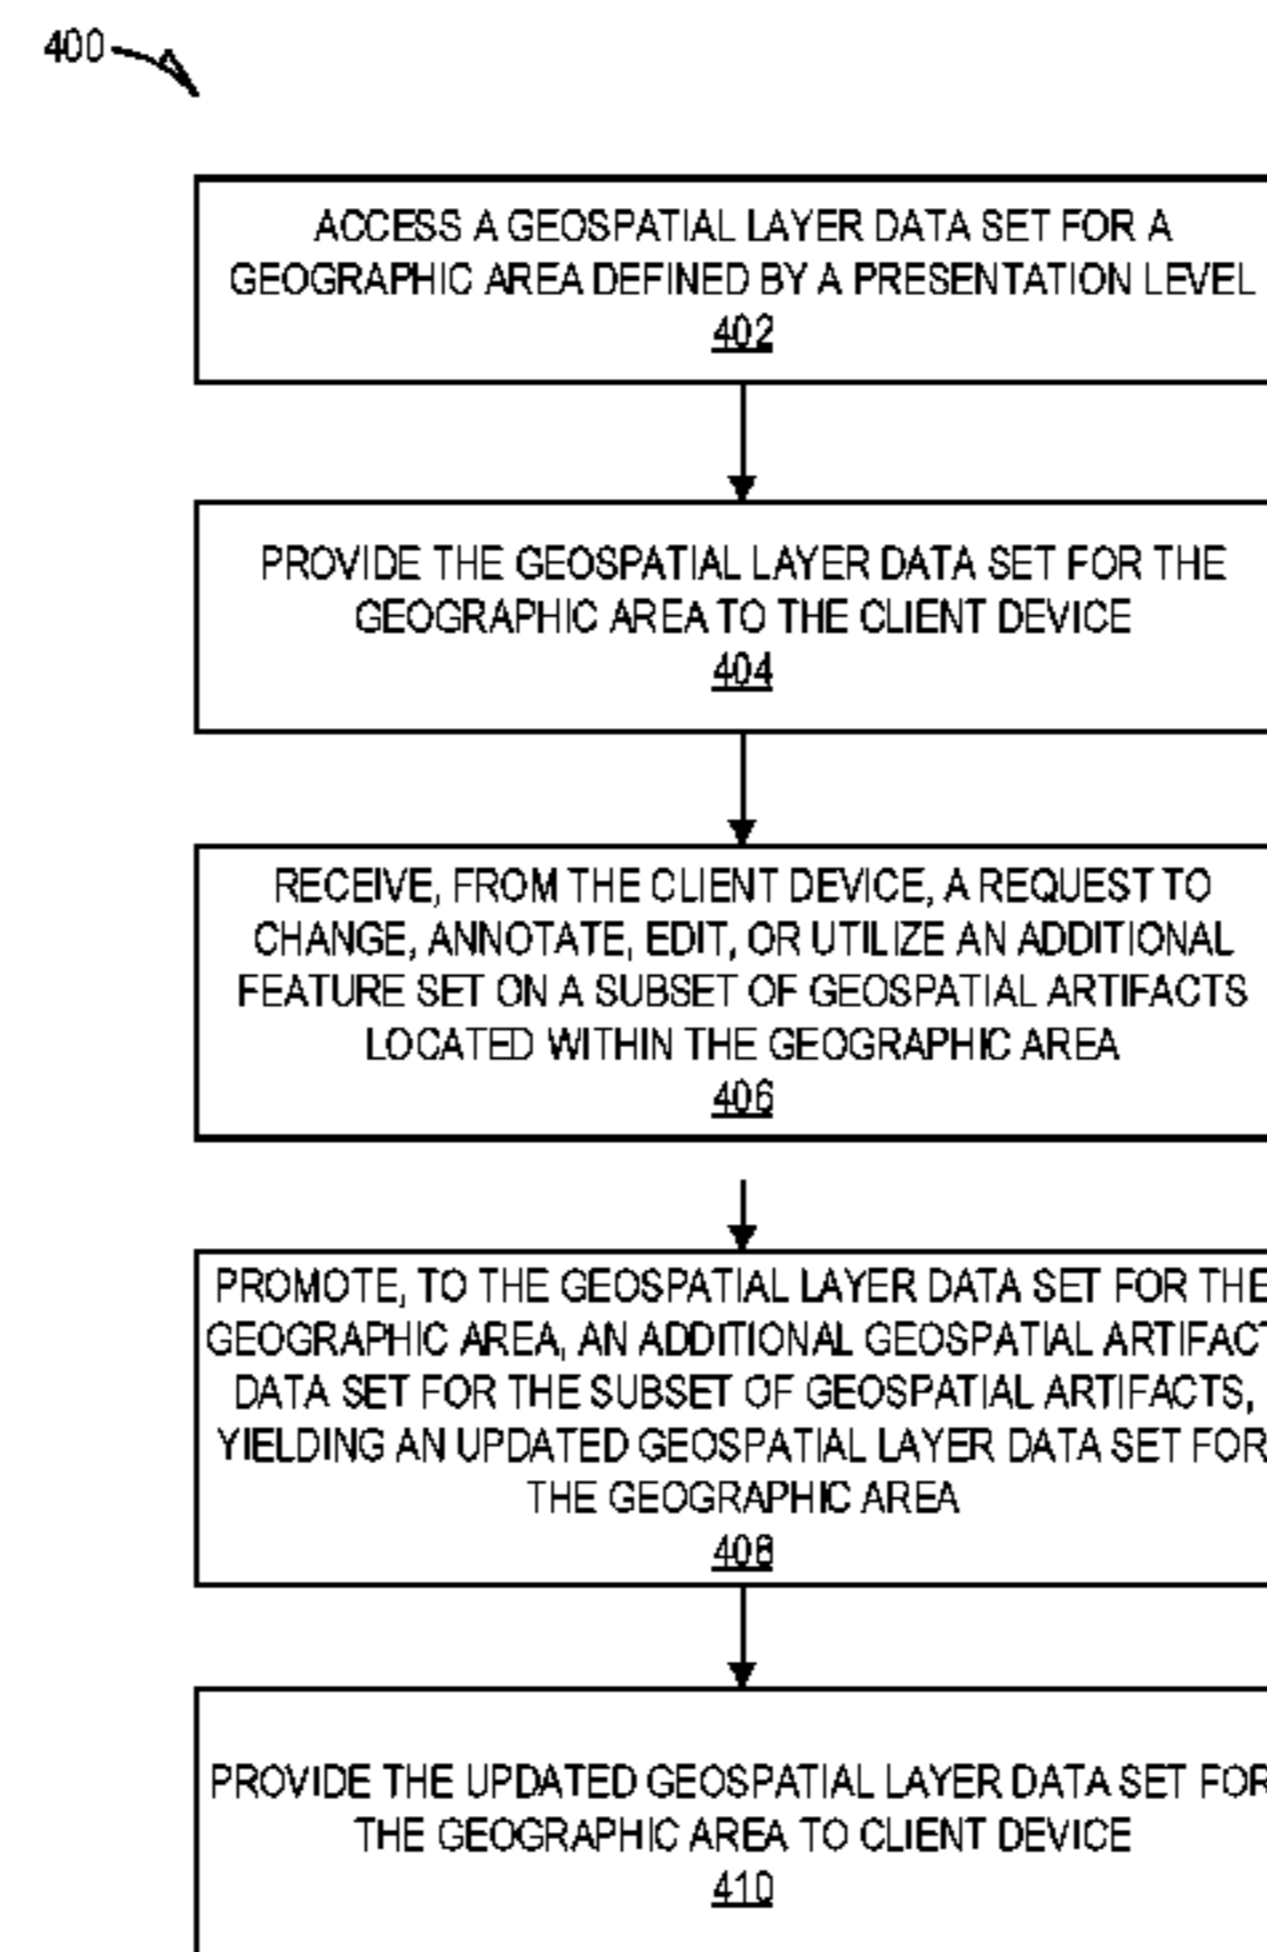 400
ACCESS A GEOSPATIAL LAYER DATA SET FOR A
GEOGRAPHIC AREA DEFINED BY A PRESENTATION LEVEL
402
PROVIDE THE GEOSPATIAL LAYER DATA SET FOR THE
GEOGRAPHIC AREA TO THE CLIENT DEVICE
404
RECEIVE, FROM THE CLIENT DEVICE, A REQUEST TO
CHANGE, ANNOTATE, EDIT, OR UTILIZE AN ADDITIONAL
FEATURE SET ON A SUBSET OF GEOSPATIAL ARTIFACTS
LOCATED WITHIN THE GEOGRAPHIC AREA
406
PROMOTE, TO THE GEOSPATIAL LAYER DATA SET FOR THE
GEOGRAPHIC AREA, AN ADDITIONAL GEOSPATIAL ARTIFACT
DATA SET FOR THE SUBSET OF GEOSPATIAL ARTIFACTS,
YIELDING AN UPDATED GEOSPATIAL LAYER DATA SET FOR
THE GEOGRAPHIC AREA
408
PROVIDE THE UPDATED GEOSPATIAL LAYER DATA SET FOR
THE GEOGRAPHIC AREA TO CLIENT DEVICE
410